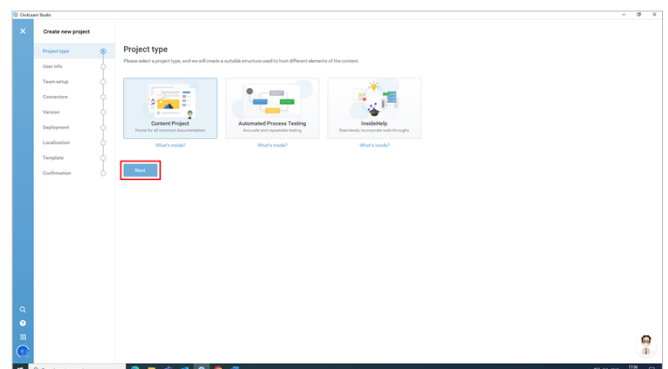 ClickLearn Studio
Create new project
Project type
User info
Team setup
Connectors
Version
Deployment
Localization
Template
Confirmation
Project type
Please select a project type, and we will create a suitable structure used to host different elements of the content.
Content Project
Home for all common documentation
What's inside?
Automated Process Testing
Accurate and repeatable testing
What's inside?
InsideHelp
Seamlessly incorporate walk-throughs
What's inside?
Next